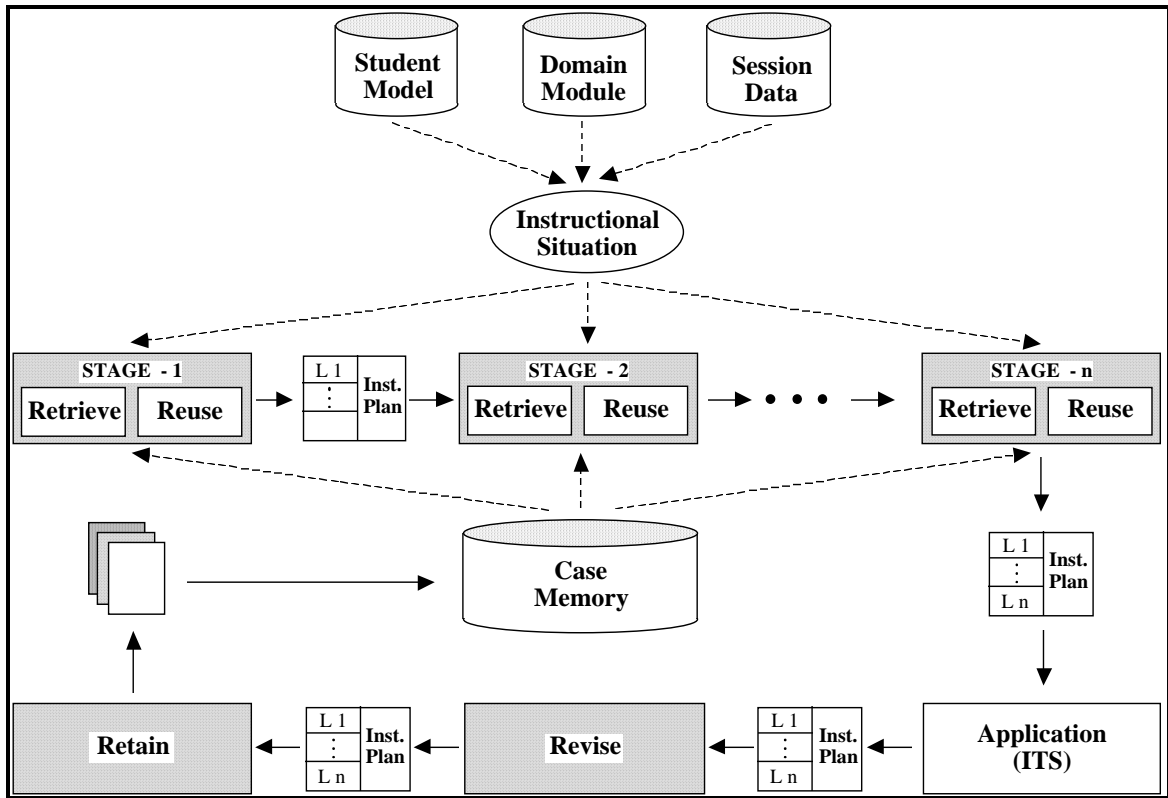 Student
Model
Domain
Module
Session
Data
Instructional
Situation
STAGE - 1
Retrieve
Reuse
L 1
⋮
Inst.
Plan
STAGE - 2
Retrieve
Reuse
• • •
STAGE - n
Retrieve
Reuse
Case
Memory
L 1
⋮
L n
Inst.
Plan
Retain
L 1
⋮
L n
Inst.
Plan
Revise
L 1
⋮
L n
Inst.
Plan
Application
(ITS)